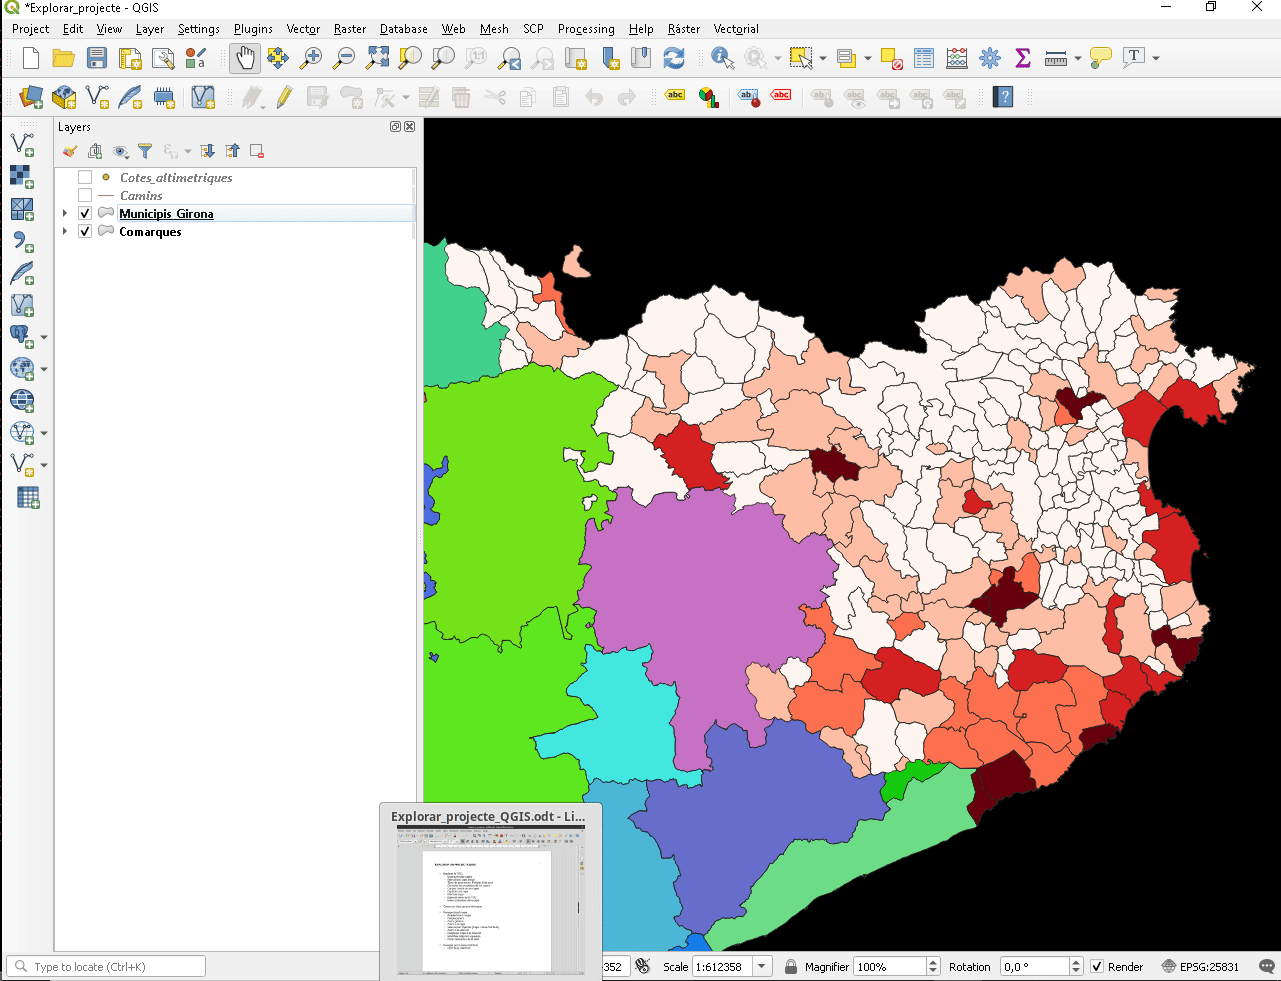 *Explorar_projecte - QGIS
Project Edit View Layer Settings Plugins Vector Raster Database Web Mesh SCP Processing Help Ràster Vectorial
Layers
Cotes_altimetriques
Camins
Municipis_Girona
Comarques
Explorar_projecte_QGIS.odt - Li...
Type to locate (Ctrl+K)
352 Scale 1:612358 Magnifier 100% Rotation 0,0 ° Render EPSG:25831